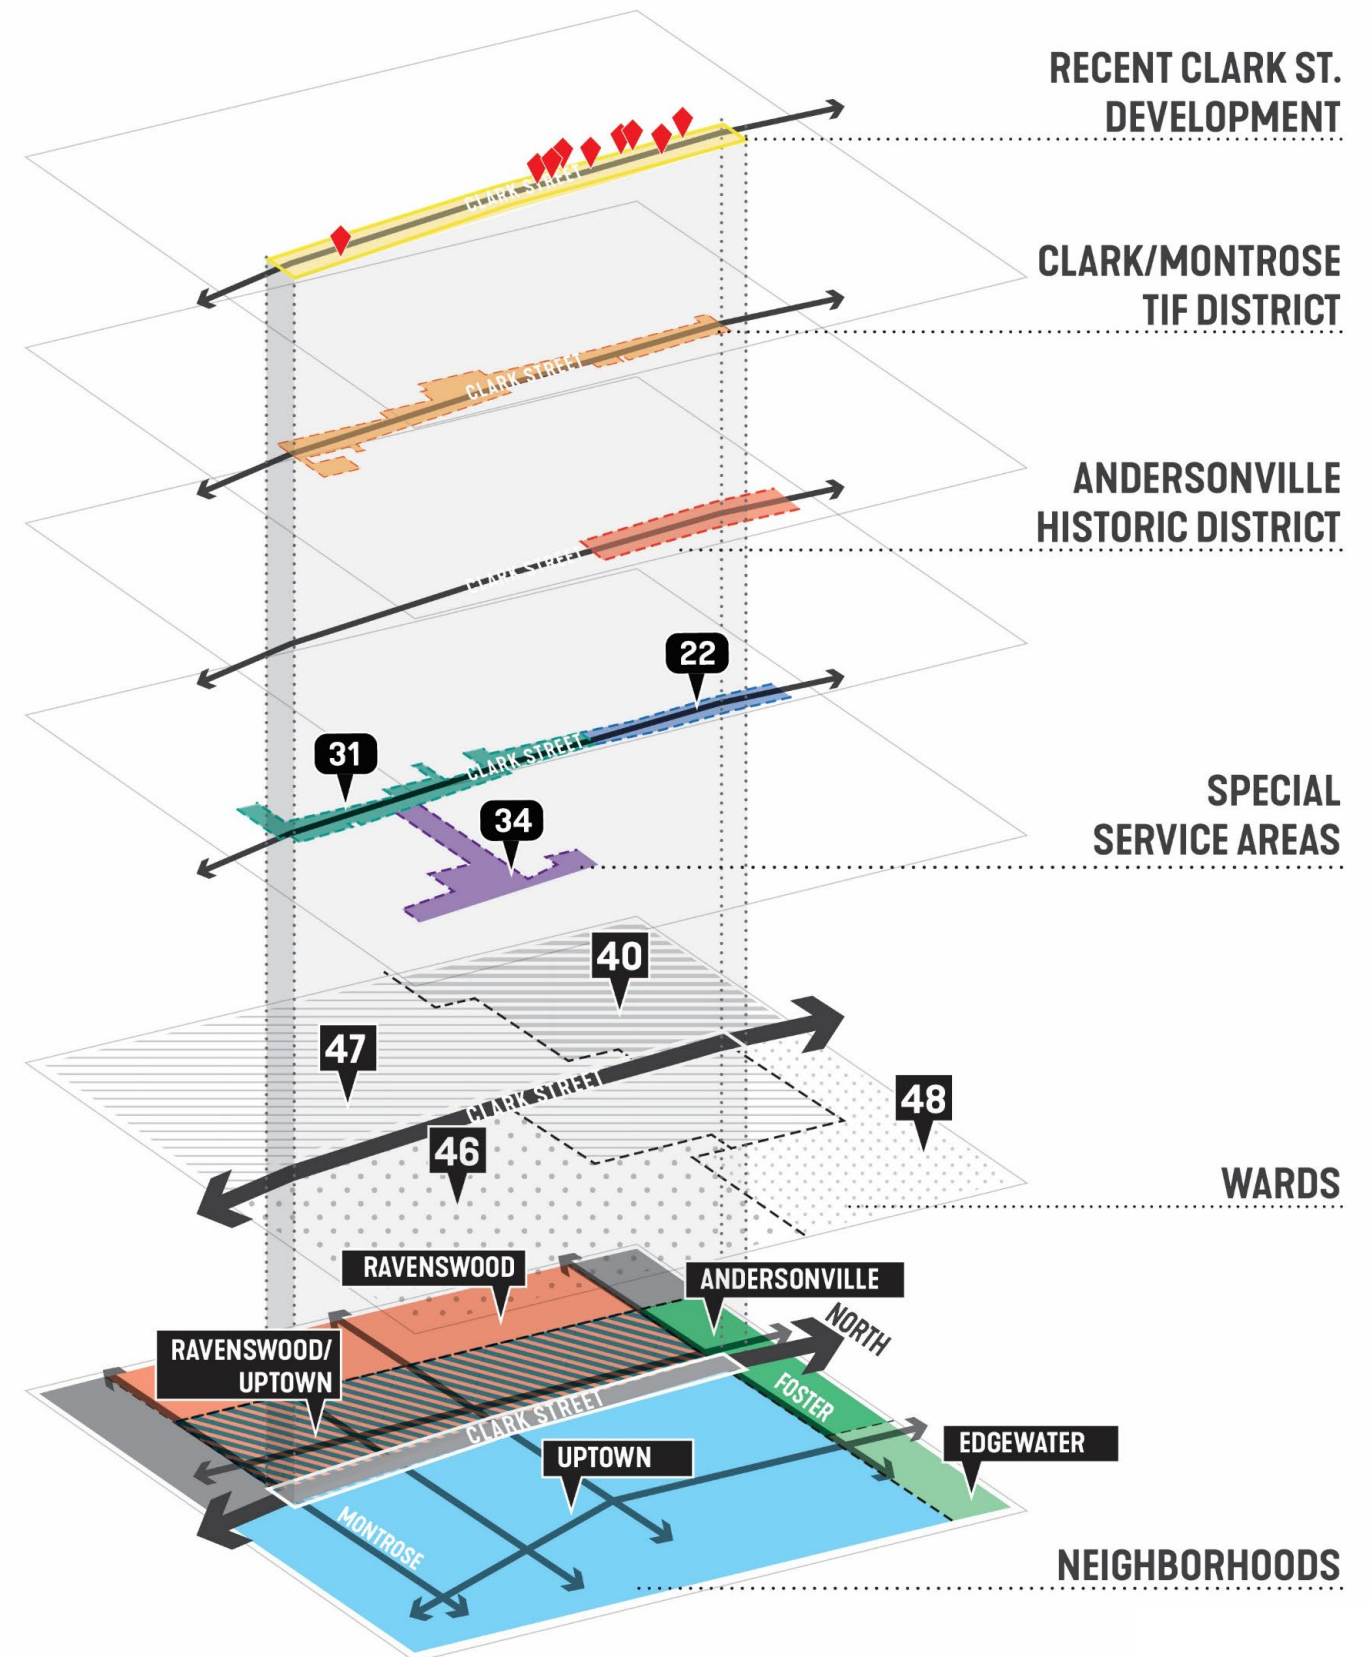 RECENT CLARK ST.
DEVELOPMENT
CLARK STREET
CLARK/MONTROSE
TIF DISTRICT
CLARK STREET
ANDERSONVILLE
HISTORIC DISTRICT
CLARK STREET
22
31
CLARK STREET
34
SPECIAL
SERVICE AREAS
40
47
CLARK STREET
48
46
WARDS
RAVENSWOOD
ANDERSONVILLE
NORTH
RAVENSWOOD/
UPTOWN
FOSTER
CLARK STREET
EDGEWATER
UPTOWN
MONTROSE
NEIGHBORHOODS